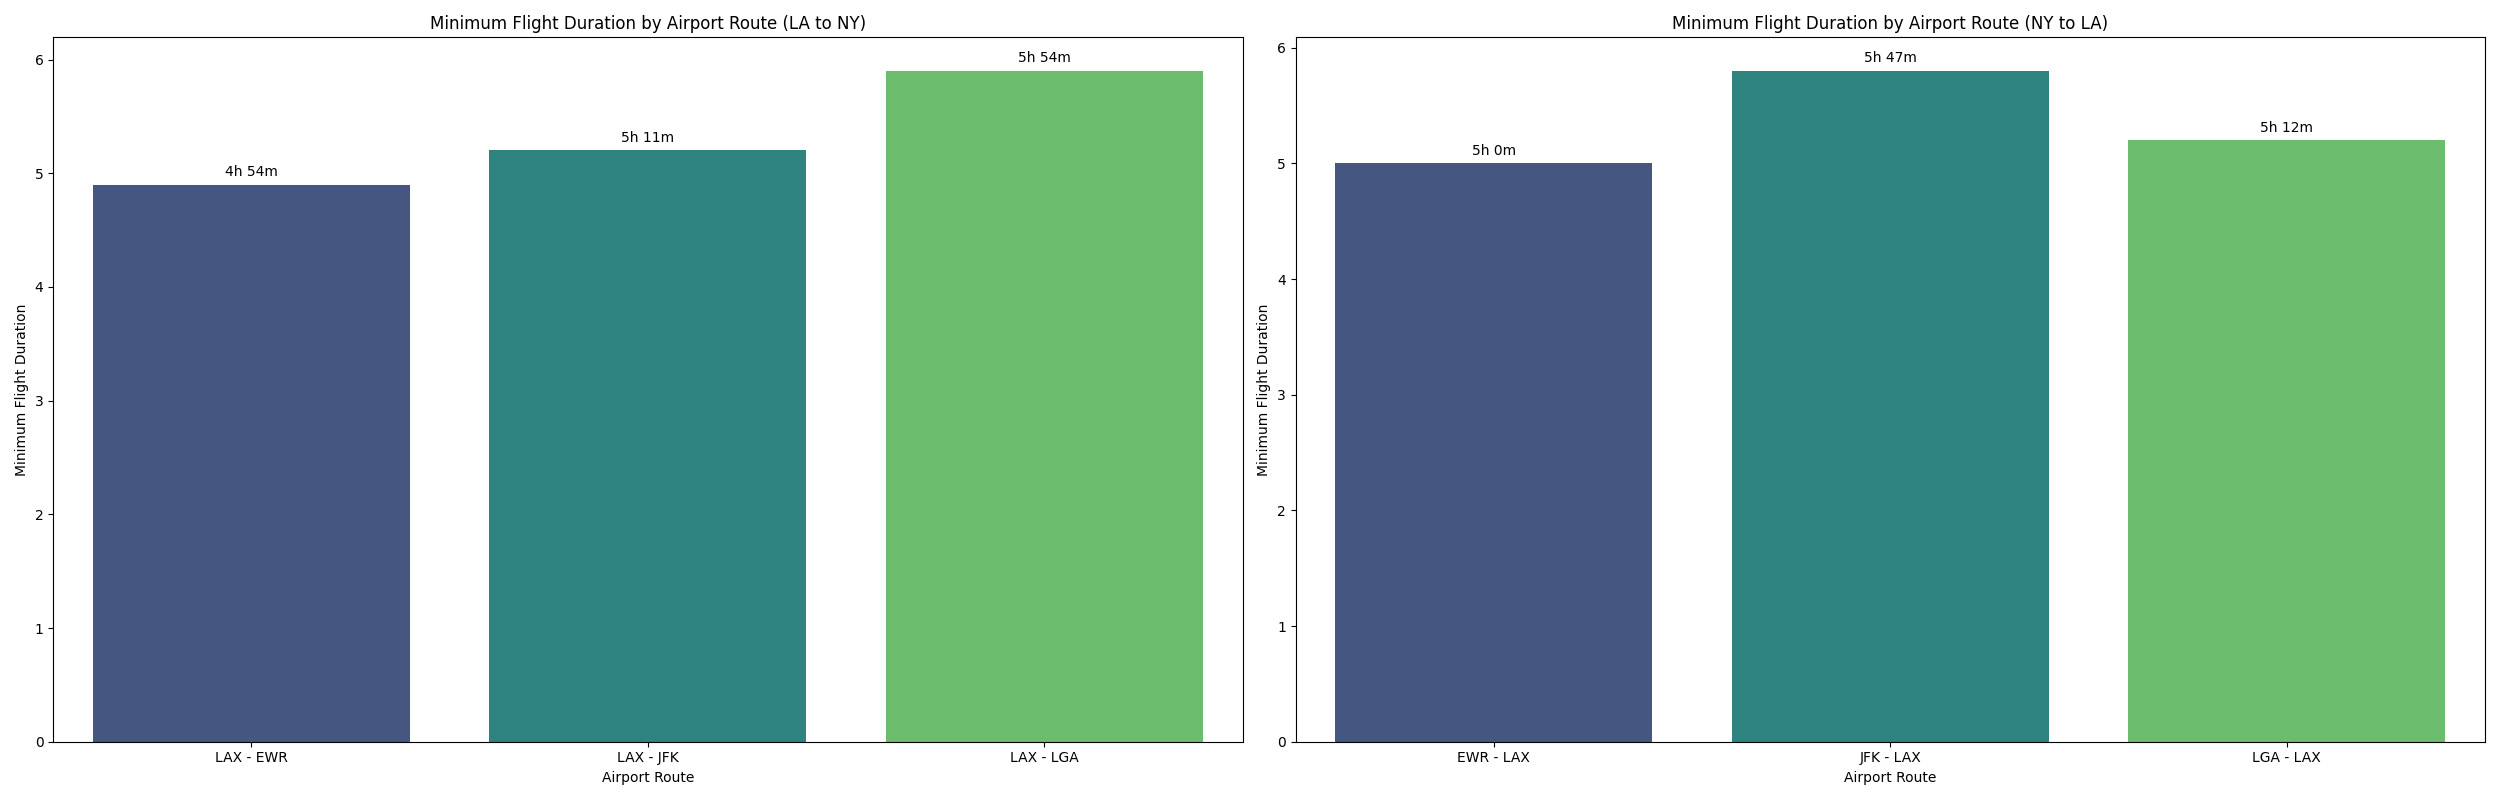 Minimum Flight Duration by Airport Route (LA to NY)
Minimum Flight Duration
6
5
4
3
2
1
0
4h 54m
5h 11m
5h 54m
LAX - EWR
LAX - JFK
LAX - LGA
Airport Route
Minimum Flight Duration by Airport Route (NY to LA)
Minimum Flight Duration
6
5
4
3
2
1
0
5h 0m
5h 47m
5h 12m
EWR - LAX
JFK - LAX
LGA - LAX
Airport Route